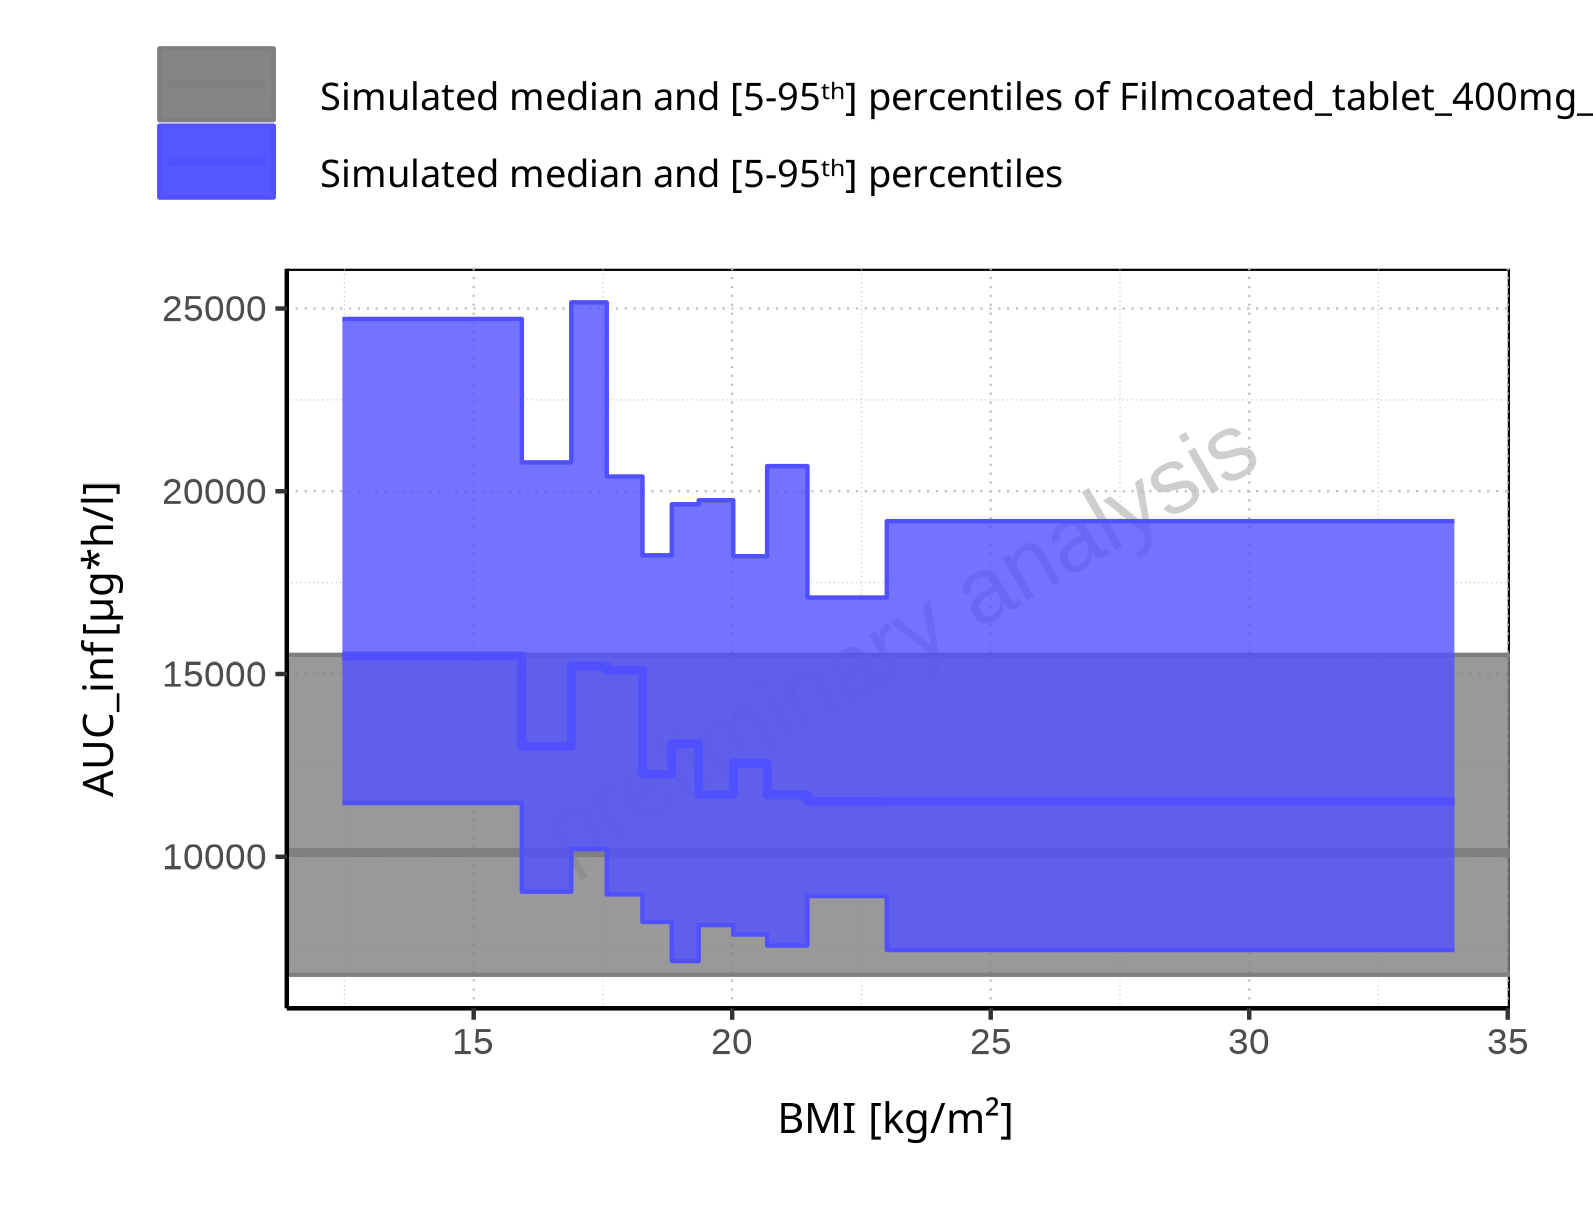 Simulated median and [5-95ᵗʰ] percentiles of Filmcoated_tablet_400mg_
Simulated median and [5-95ᵗʰ] percentiles
AUC_inf[µg*h/l]
25000
20000
15000
10000
preliminary analysis
15 20 25 30 35
BMI [kg/m²]